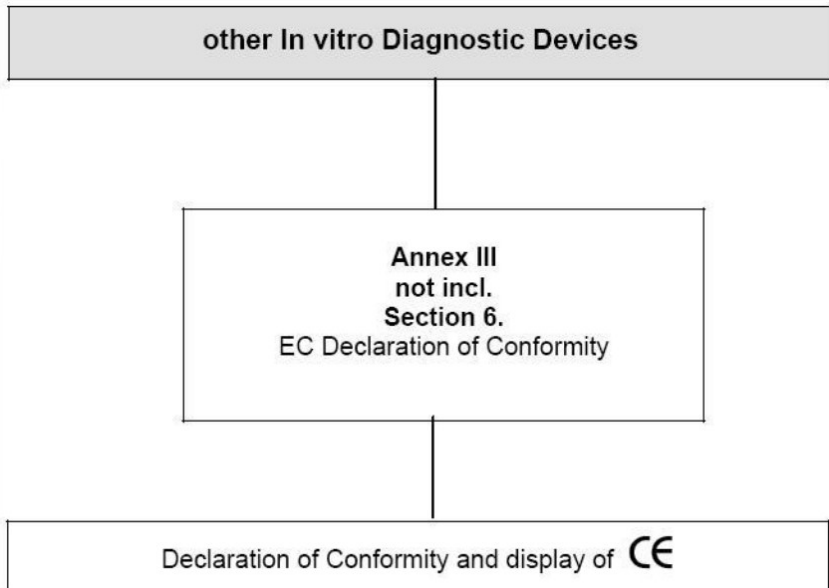 other In vitro Diagnostic Devices
Annex III
not incl.
Section 6.
EC Declaration of Conformity
Declaration of Conformity and display of CE